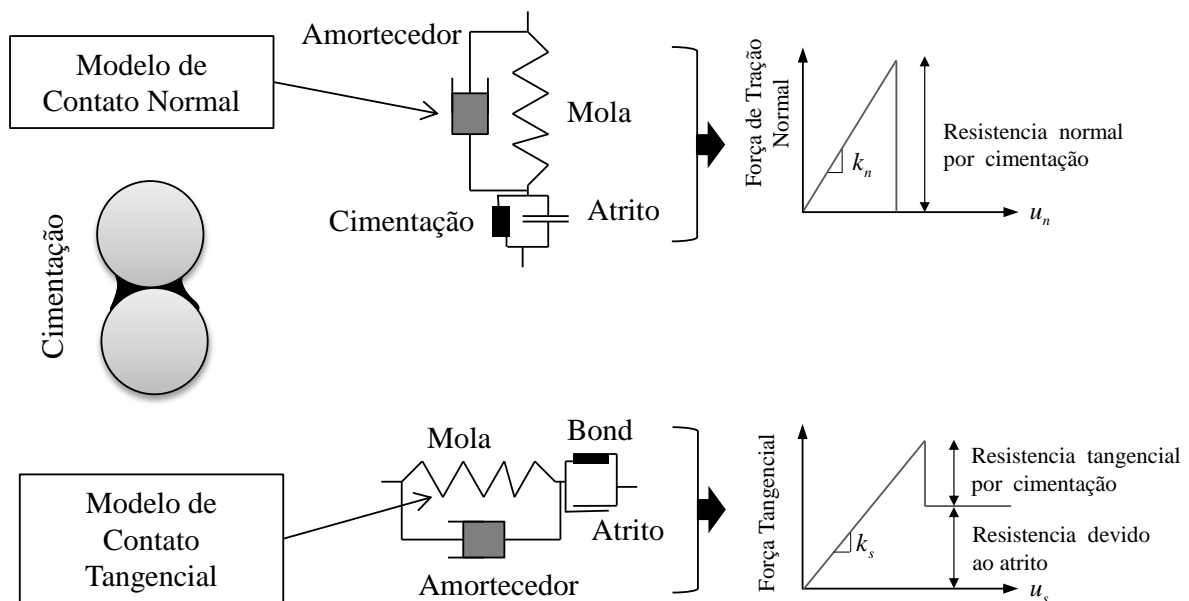 Modelo de
Contato Normal
Amortecedor
Mola
Cimentação
Atrito
Força de Tração
Normal
k_n
Resistencia normal
por cimentação
u_n
Cimentação
Modelo de
Contato
Tangencial
Mola
Bond
Atrito
Amortecedor
Força Tangencial
k_s
Resistencia tangencial
por cimentação
Resistencia devido
ao atrito
u_s